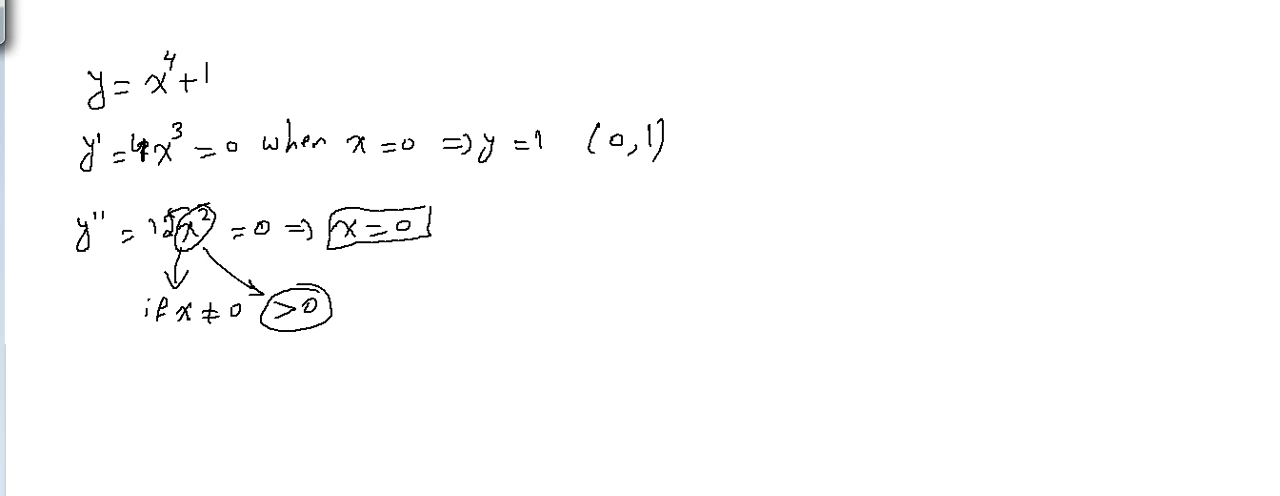 y = x⁴+1
y' = 4x³ = 0 when x = 0 ⇒ y = 1 (0,1)
y'' = 12x² = 0 ⇒ x = 0
if x ≠ 0 > 0